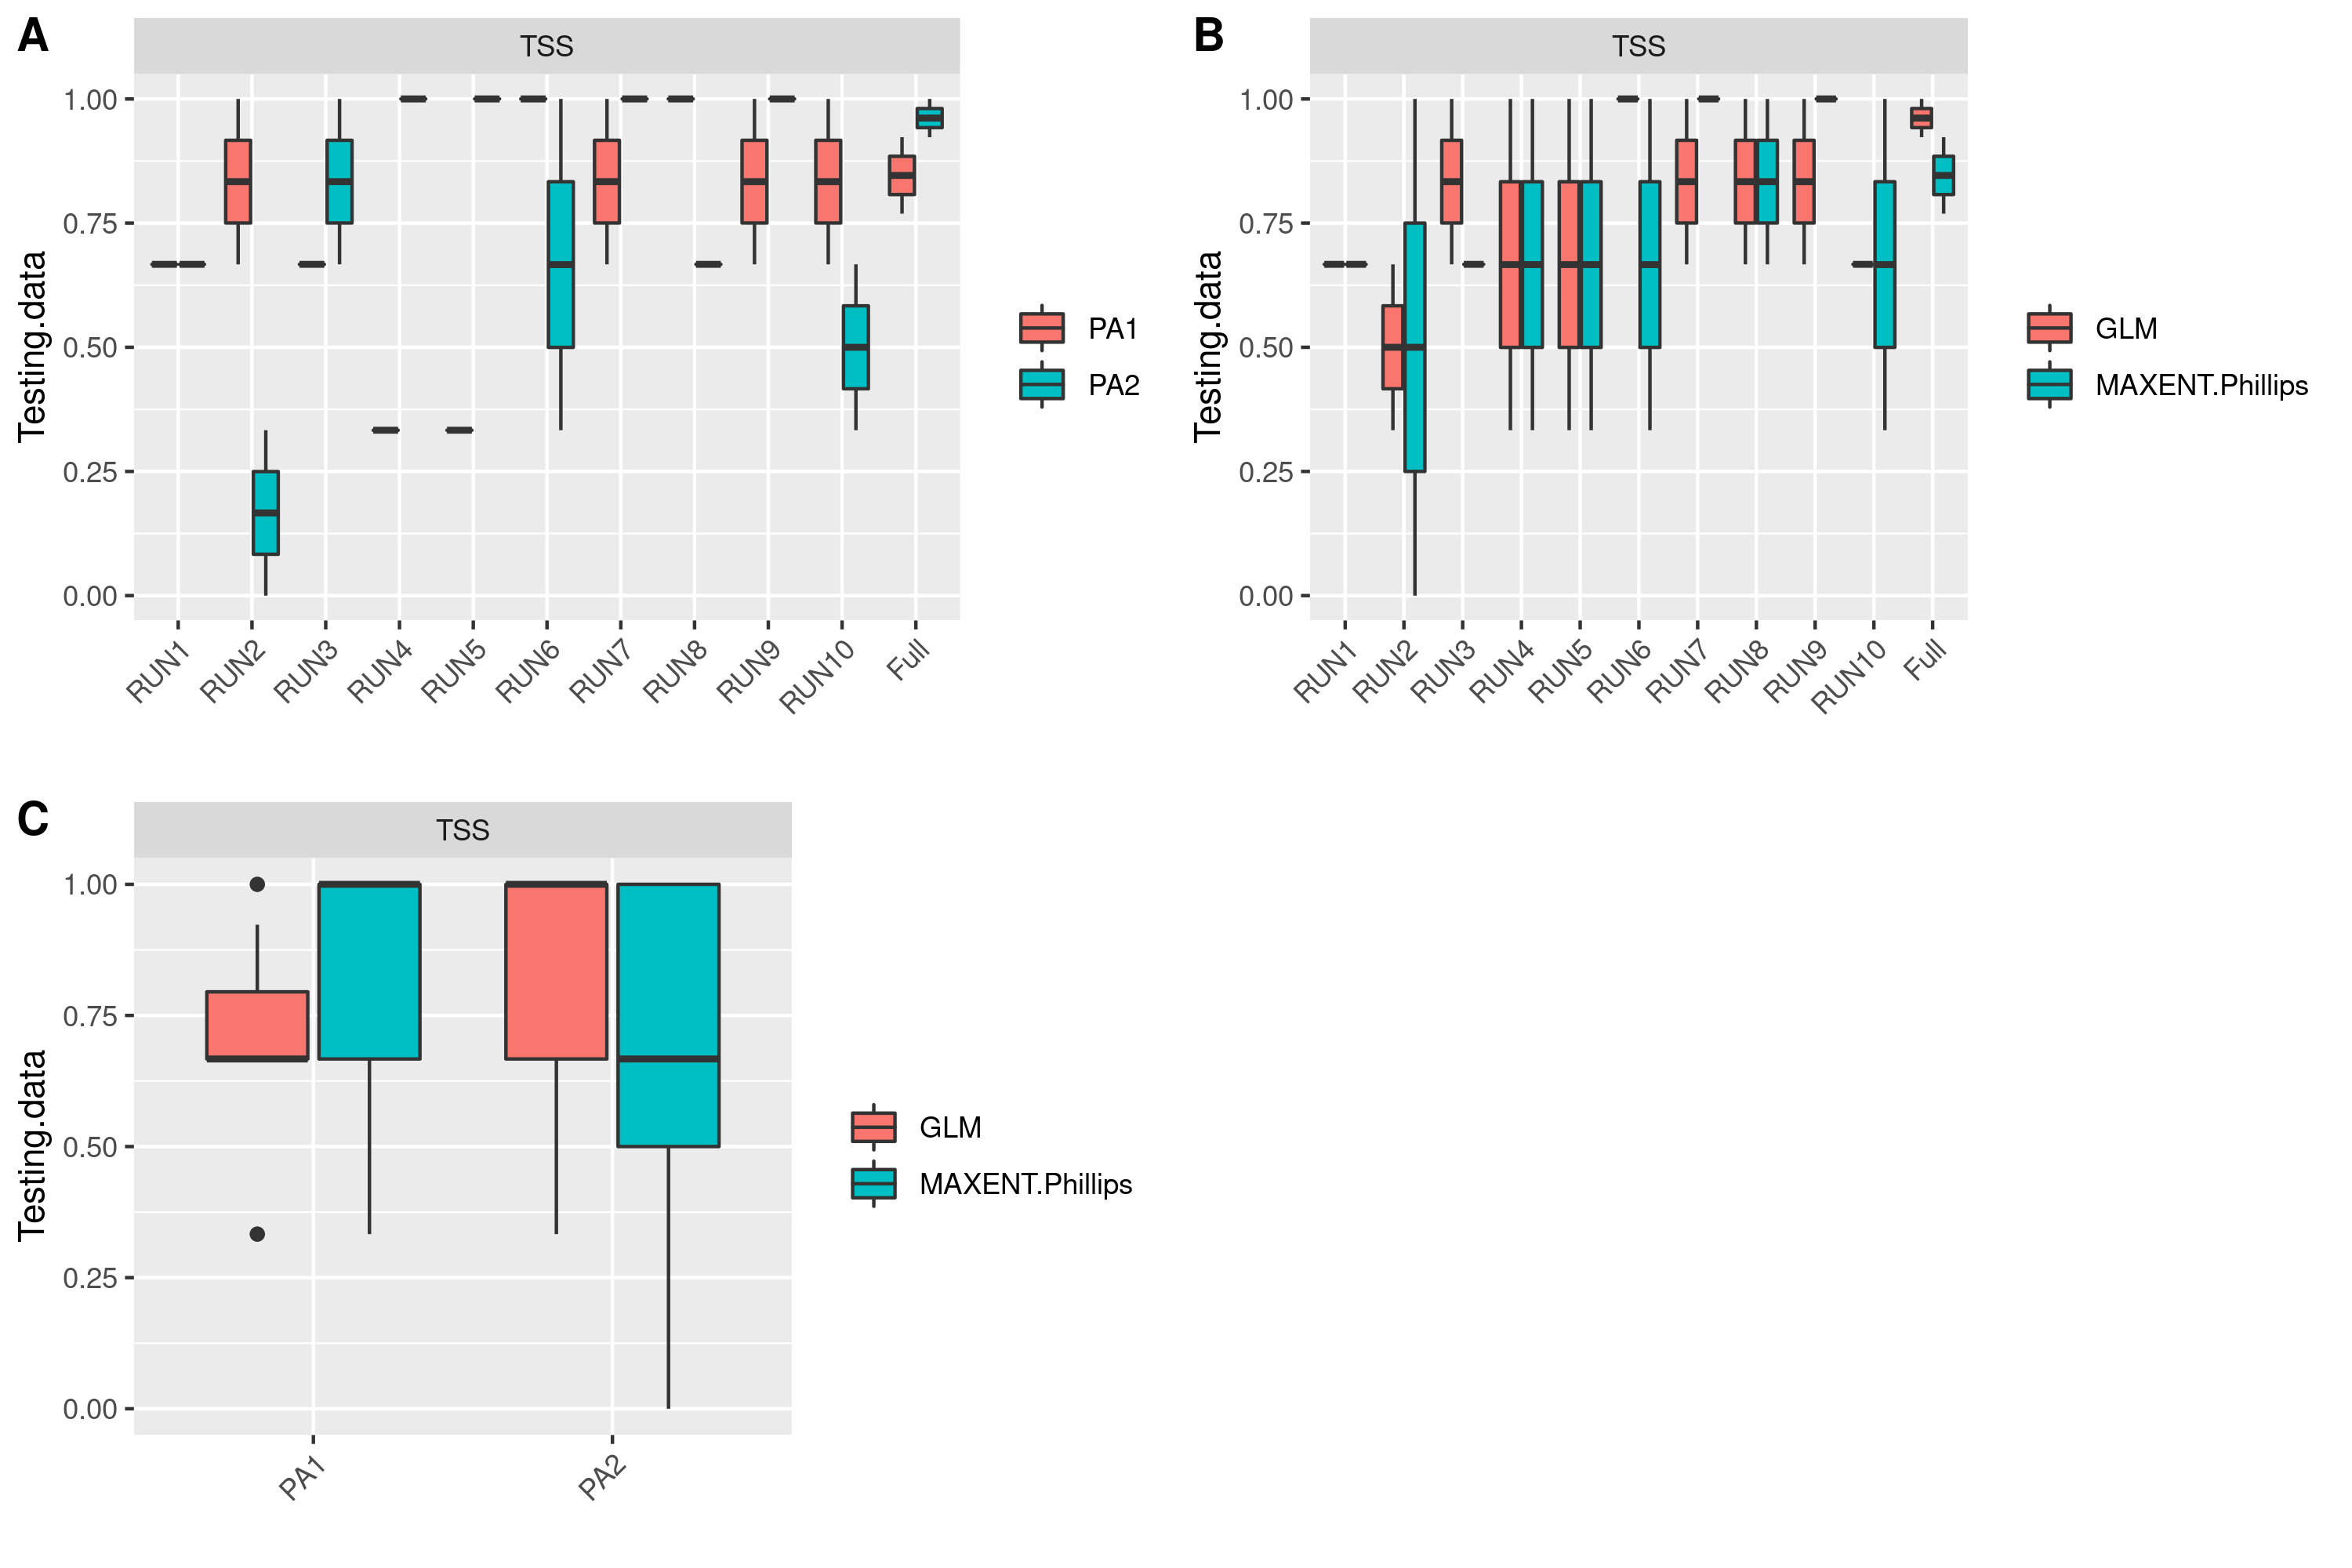 A
TSS
Testing.data
1.00
0.75
0.50
0.25
0.00
RUN1
RUN2
RUN3
RUN4
RUN5
RUN6
RUN7
RUN8
RUN9
RUN10
Full
PA1
PA2
B
TSS
Testing.data
1.00
0.75
0.50
0.25
0.00
RUN1
RUN2
RUN3
RUN4
RUN5
RUN6
RUN7
RUN8
RUN9
RUN10
Full
GLM
MAXENT.Phillips
C
TSS
Testing.data
1.00
0.75
0.50
0.25
0.00
PA1
PA2
GLM
MAXENT.Phillips